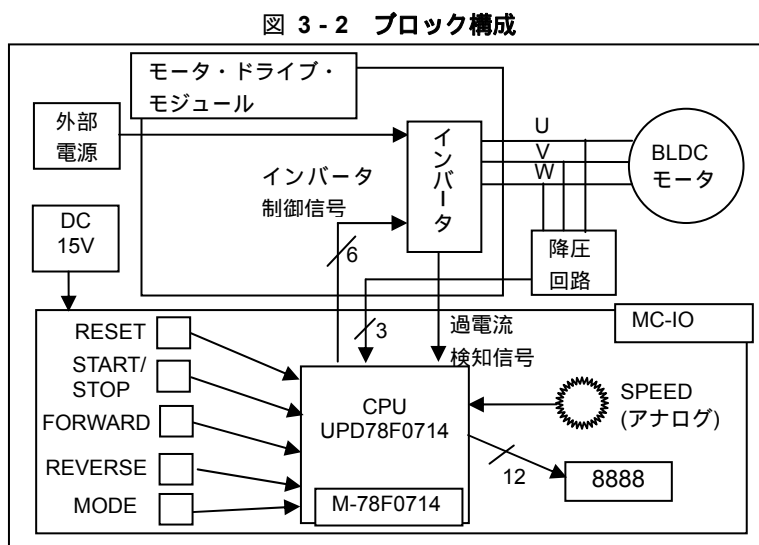 図 3-2 ブロック構成
モータ・ドライブ・
モジュール
外部
電源
インバータ
U
V
W
BLDC
モータ
インバータ
制御信号
6
DC
15V
降圧
回路
3
過電流
検知信号
MC-IO
RESET
START/
STOP
FORWARD
REVERSE
MODE
CPU
UPD78F0714
M-78F0714
SPEED
(アナログ)
12
8888